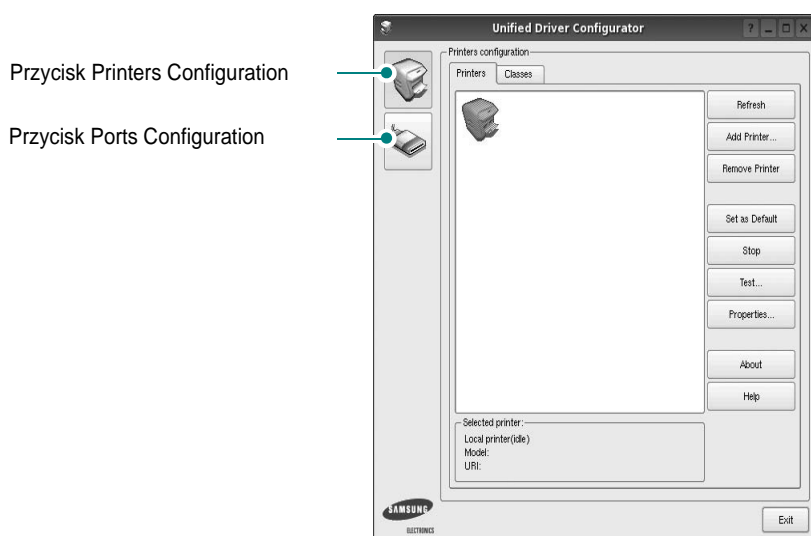 Unified Driver Configurator
Przycisk Printers Configuration
Przycisk Ports Configuration
Printers configuration
Printers
Classes
Refresh
Add Printer...
Remove Printer
Set as Default
Stop
Test...
Properties...
About
Help
Selected printer:
Local printer(idle)
Model:
URI:
SAMSUNG
ELECTRONICS
Exit